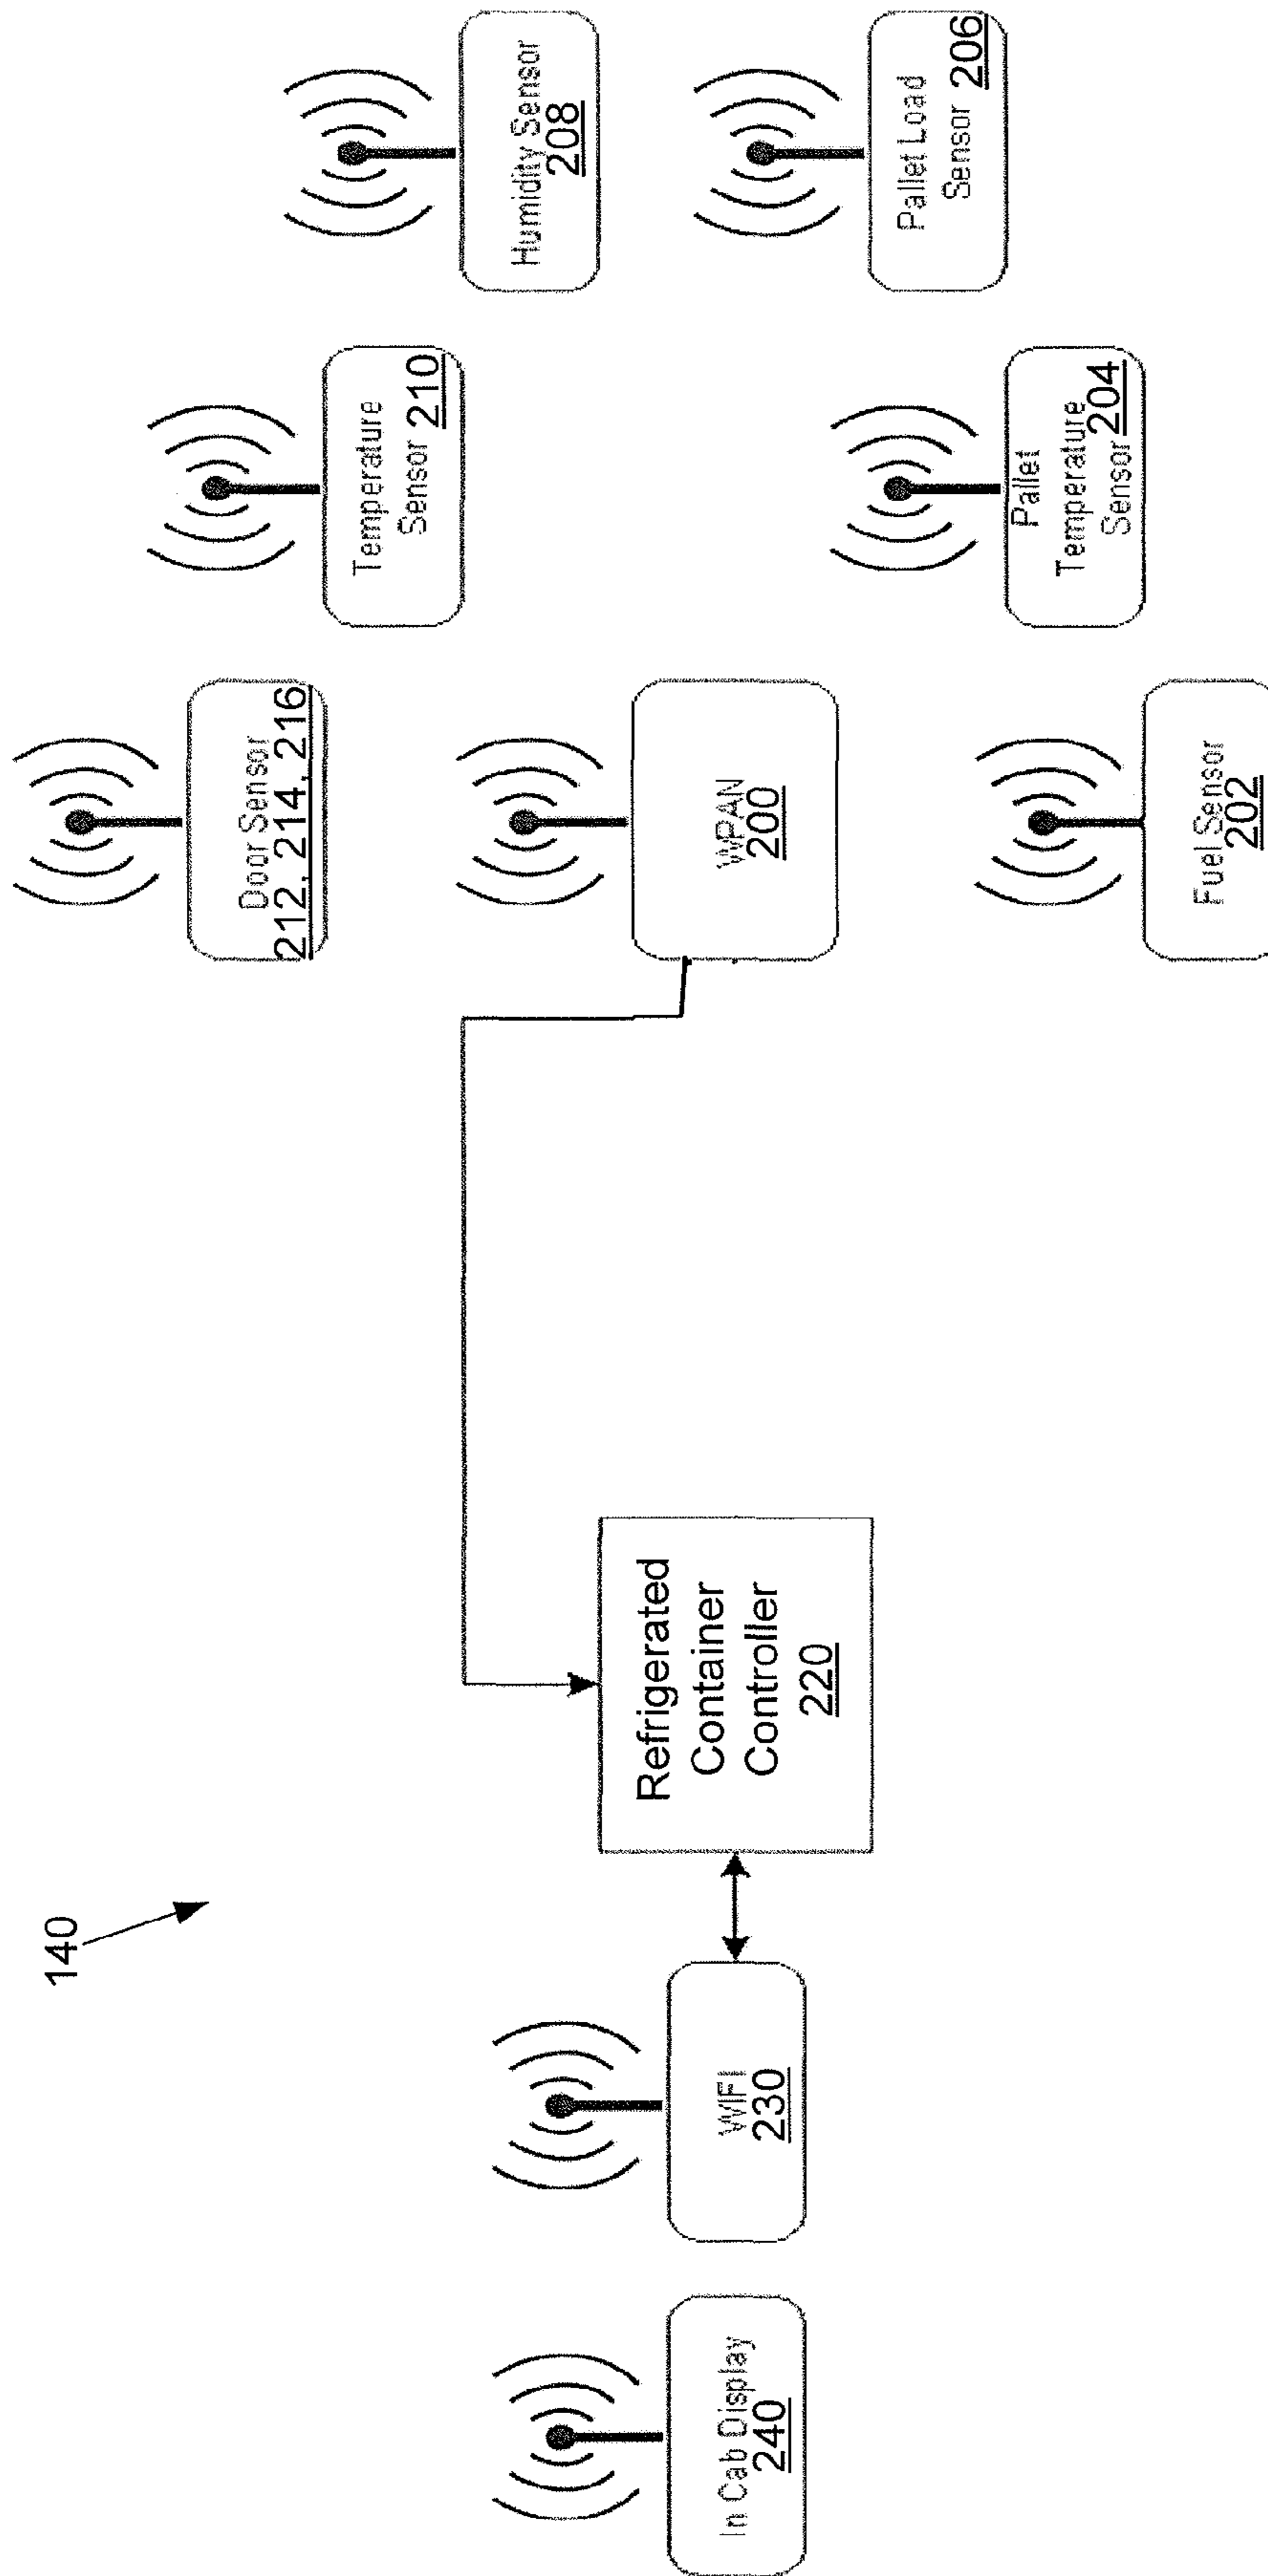 140
In Cab Display
240
WIFI
230
Refrigerated
Container
Controller
220
Door Sensor
212, 214, 216
WPAN
200
Fuel Sensor
202
Temperature
Sensor 210
Pallet
Temperature
Sensor 204
Humidity Sensor
208
Pallet Load
Sensor 206